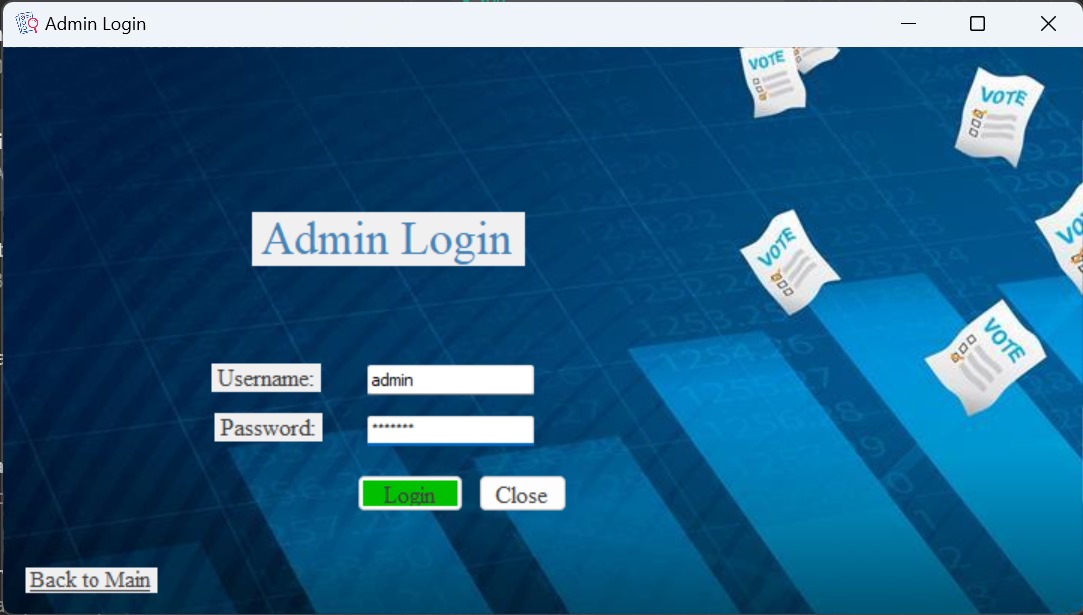 Admin Login
VOTE
VOTE
Admin Login
VOTE
VOTE
Username: admin
Password: *******
Login Close
Back to Main